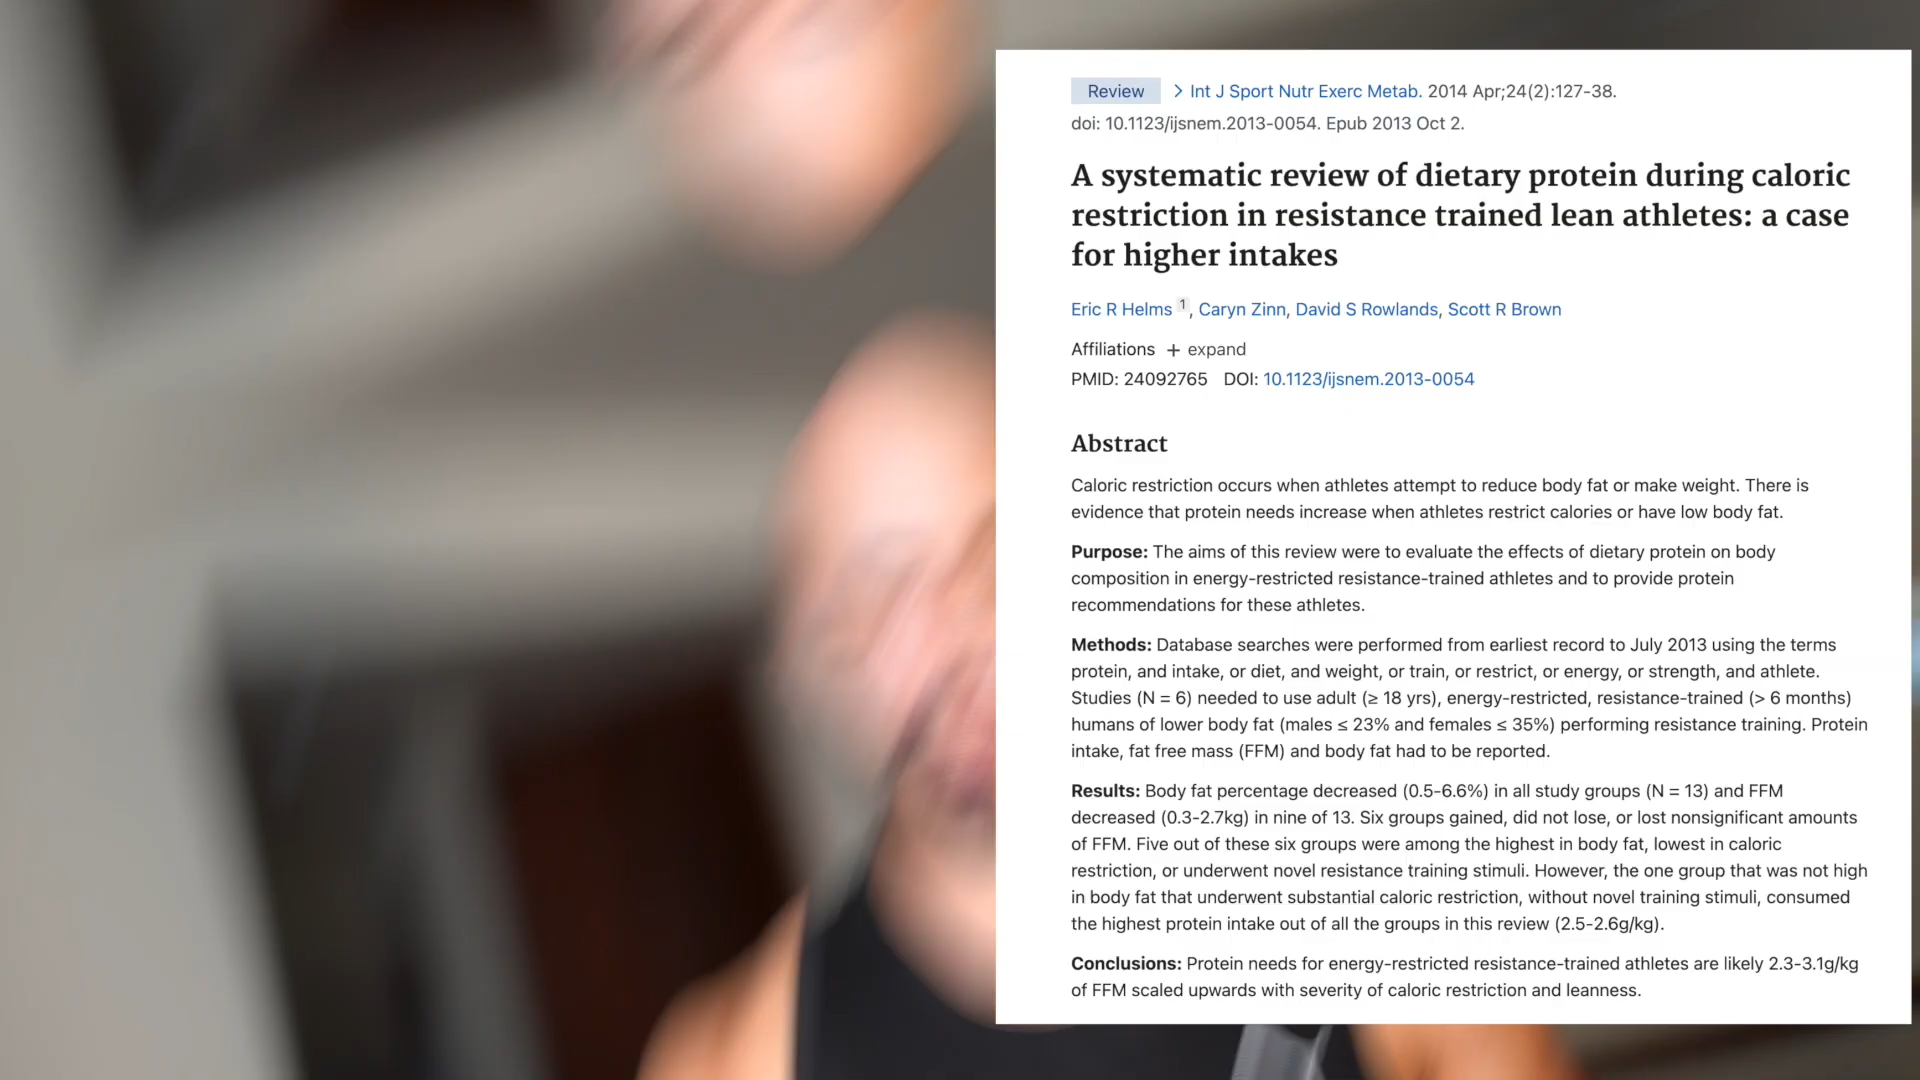 Review > Int J Sport Nutr Exerc Metab. 2014 Apr;24(2):127-38.
doi: 10.1123/ijsnem.2013-0054. Epub 2013 Oct 2.
A systematic review of dietary protein during caloric
restriction in resistance trained lean athletes: a case
for higher intakes
Eric R Helms 1, Caryn Zinn, David S Rowlands, Scott R Brown
Affiliations + expand
PMID: 24092765 DOI: 10.1123/ijsnem.2013-0054
Abstract
Caloric restriction occurs when athletes attempt to reduce body fat or make weight. There is
evidence that protein needs increase when athletes restrict calories or have low body fat.
Purpose: The aims of this review were to evaluate the effects of dietary protein on body
composition in energy-restricted resistance-trained athletes and to provide protein
recommendations for these athletes.
Methods: Database searches were performed from earliest record to July 2013 using the terms
protein, and intake, or diet, and weight, or train, or restrict, or energy, or strength, and athlete.
Studies (N = 6) needed to use adult (≥ 18 yrs), energy-restricted, resistance-trained (> 6 months)
humans of lower body fat (males ≤ 23% and females ≤ 35%) performing resistance training. Protein
intake, fat free mass (FFM) and body fat had to be reported.
Results: Body fat percentage decreased (0.5-6.6%) in all study groups (N = 13) and FFM
decreased (0.3-2.7kg) in nine of 13. Six groups gained, did not lose, or lost nonsignificant amounts
of FFM. Five out of these six groups were among the highest in body fat, lowest in caloric
restriction, or underwent novel resistance training stimuli. However, the one group that was not high
in body fat that underwent substantial caloric restriction, without novel training stimuli, consumed
the highest protein intake out of all the groups in this review (2.5-2.6g/kg).
Conclusions: Protein needs for energy-restricted resistance-trained athletes are likely 2.3-3.1g/kg
of FFM scaled upwards with severity of caloric restriction and leanness.